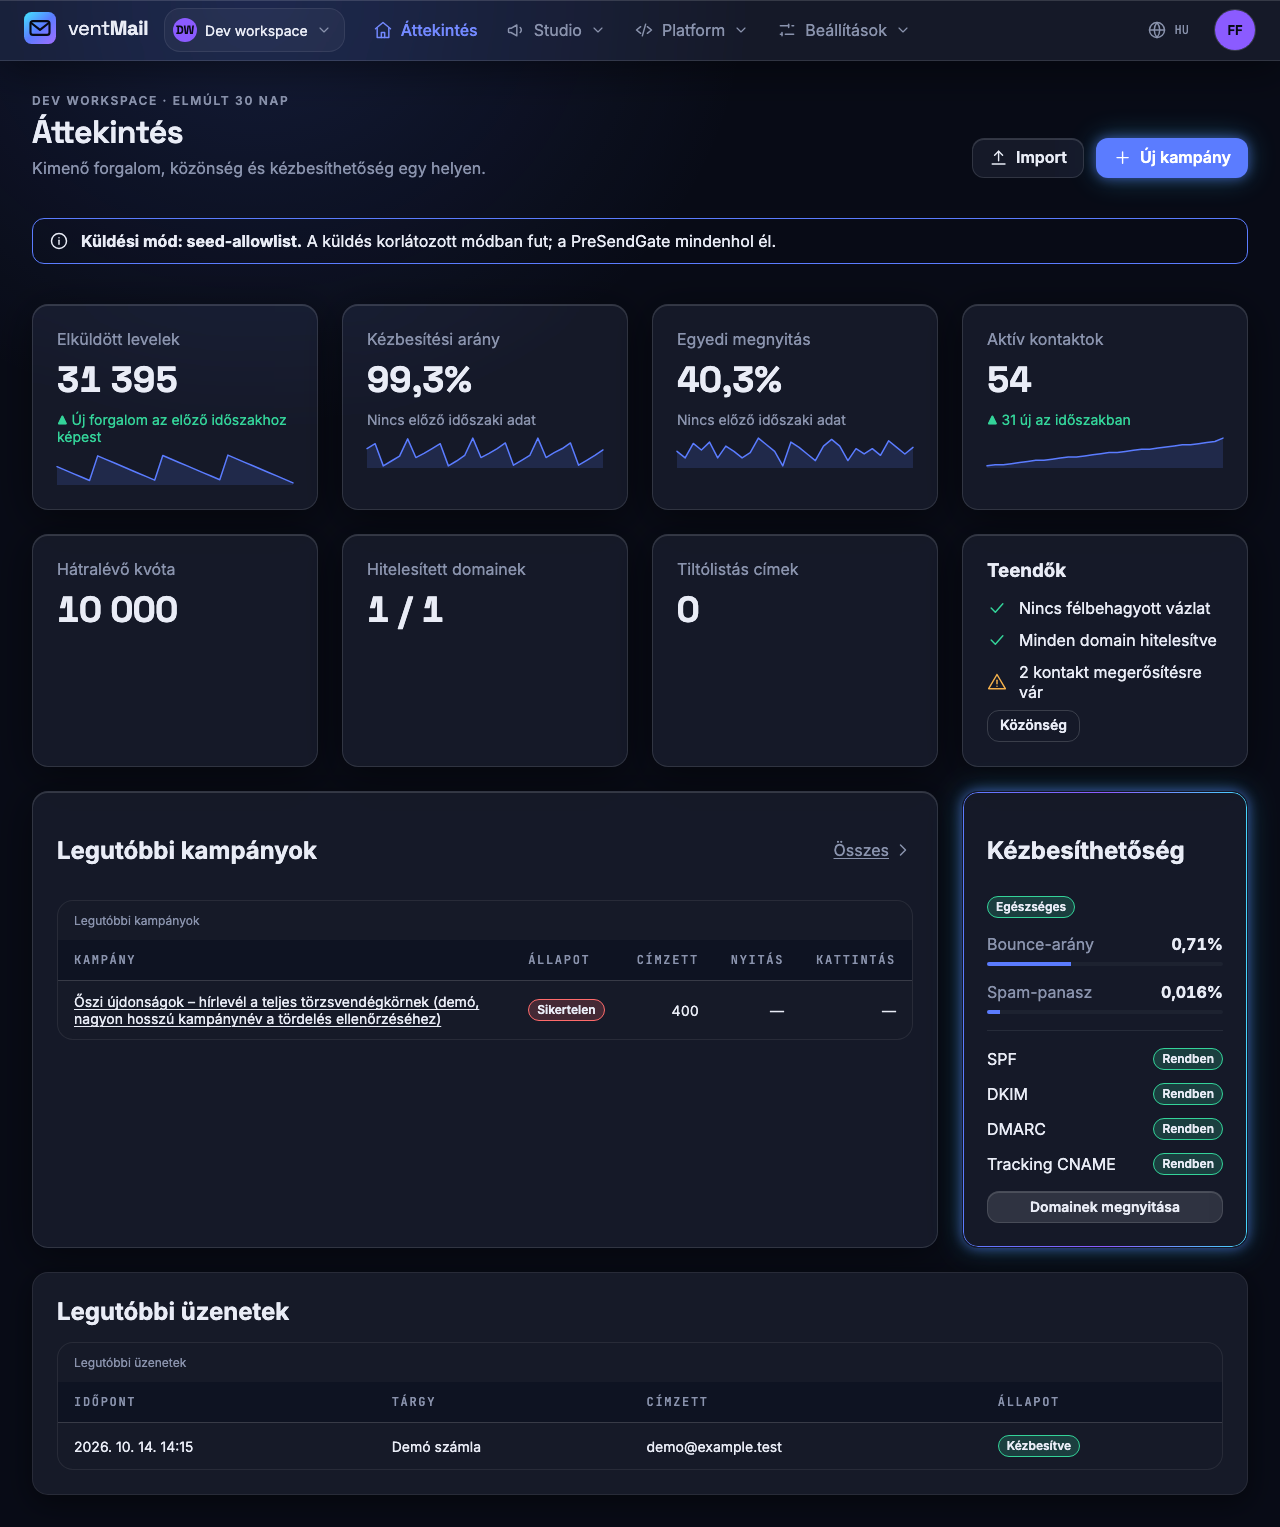 ventMail
DW Dev workspace
Áttekintés
Studio
Platform
Beállítások
HU
FF
DEV WORKSPACE · ELMÚLT 30 NAP
Áttekintés
Kimenő forgalom, közönség és kézbesíthetőség egy helyen.
Import
Új kampány
Küldési mód: seed-allowlist. A küldés korlátozott módban fut; a PreSendGate mindenhol él.
Elküldött levelek
31 395
Új forgalom az előző időszakhoz
képest
Kézbesítési arány
99,3%
Nincs előző időszaki adat
Egyedi megnyitás
40,3%
Nincs előző időszaki adat
Aktív kontaktok
54
31 új az időszakban
Hátralévő kvóta
10 000
Hitelesített domainek
1 / 1
Tiltólistás címek
0
Teendők
Nincs félbehagyott vázlat
Minden domain hitelesítve
2 kontakt megerősítésre
vár
Közönség
Legutóbbi kampányok
Összes
Legutóbbi kampányok
KAMPÁNY ÁLLAPOT CÍMZETT NYITÁS KATTINTÁS
Őszi újdonságok – hírlevél a teljes törzsvendégkörnek (demó,
nagyon hosszú kampánynév a tördelés ellenőrzéséhez)
Sikertelen 400 — —
Kézbesíthetőség
Egészséges
Bounce-arány 0,71%
Spam-panasz 0,016%
SPF Rendben
DKIM Rendben
DMARC Rendben
Tracking CNAME Rendben
Domainek megnyitása
Legutóbbi üzenetek
Legutóbbi üzenetek
IDŐPONT TÁRGY CÍMZETT ÁLLAPOT
2026. 10. 14. 14:15 Demó számla demo@example.test Kézbesítve